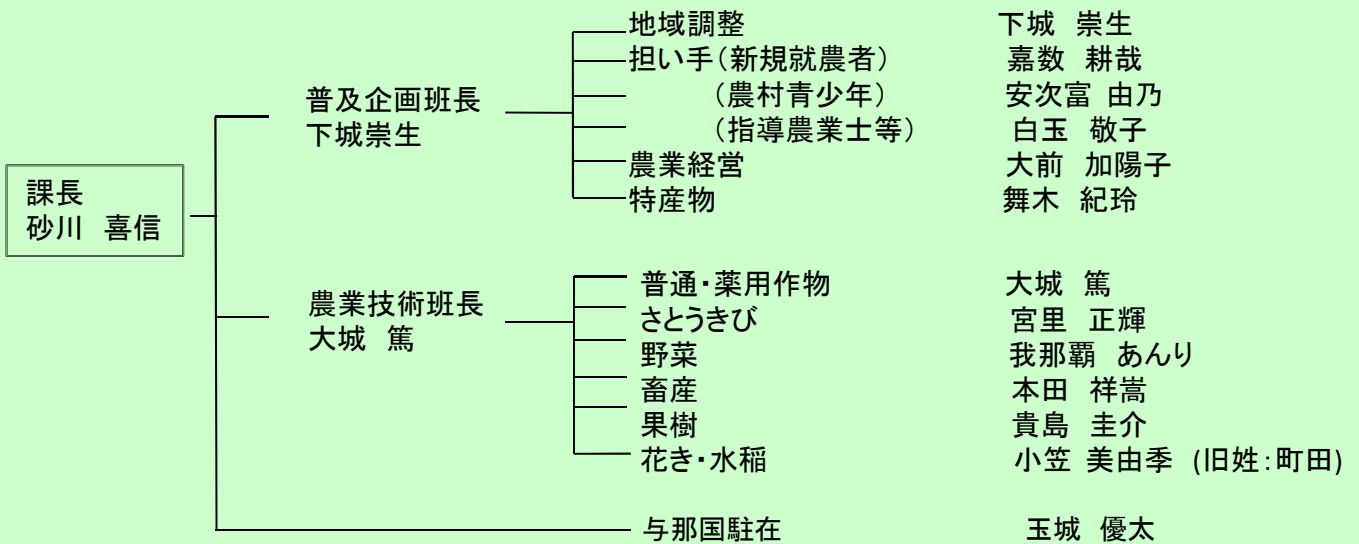 課長
砂川 喜信
普及企画班長
下城崇生
地域調整 下城 崇生
担い手(新規就農者) 嘉数 耕哉
(農村青少年) 安次富 由乃
(指導農業士等) 白玉 敬子
農業経営 大前 加陽子
特産物 舞木 紀玲
農業技術班長
大城 篤
普通・薬用作物 大城 篤
さとうきび 宮里 正輝
野菜 我那覇 あんり
畜産 本田 祥嵩
果樹 貴島 圭介
花き・水稲 小笠 美由季 (旧姓:町田)
与那国駐在 玉城 優太